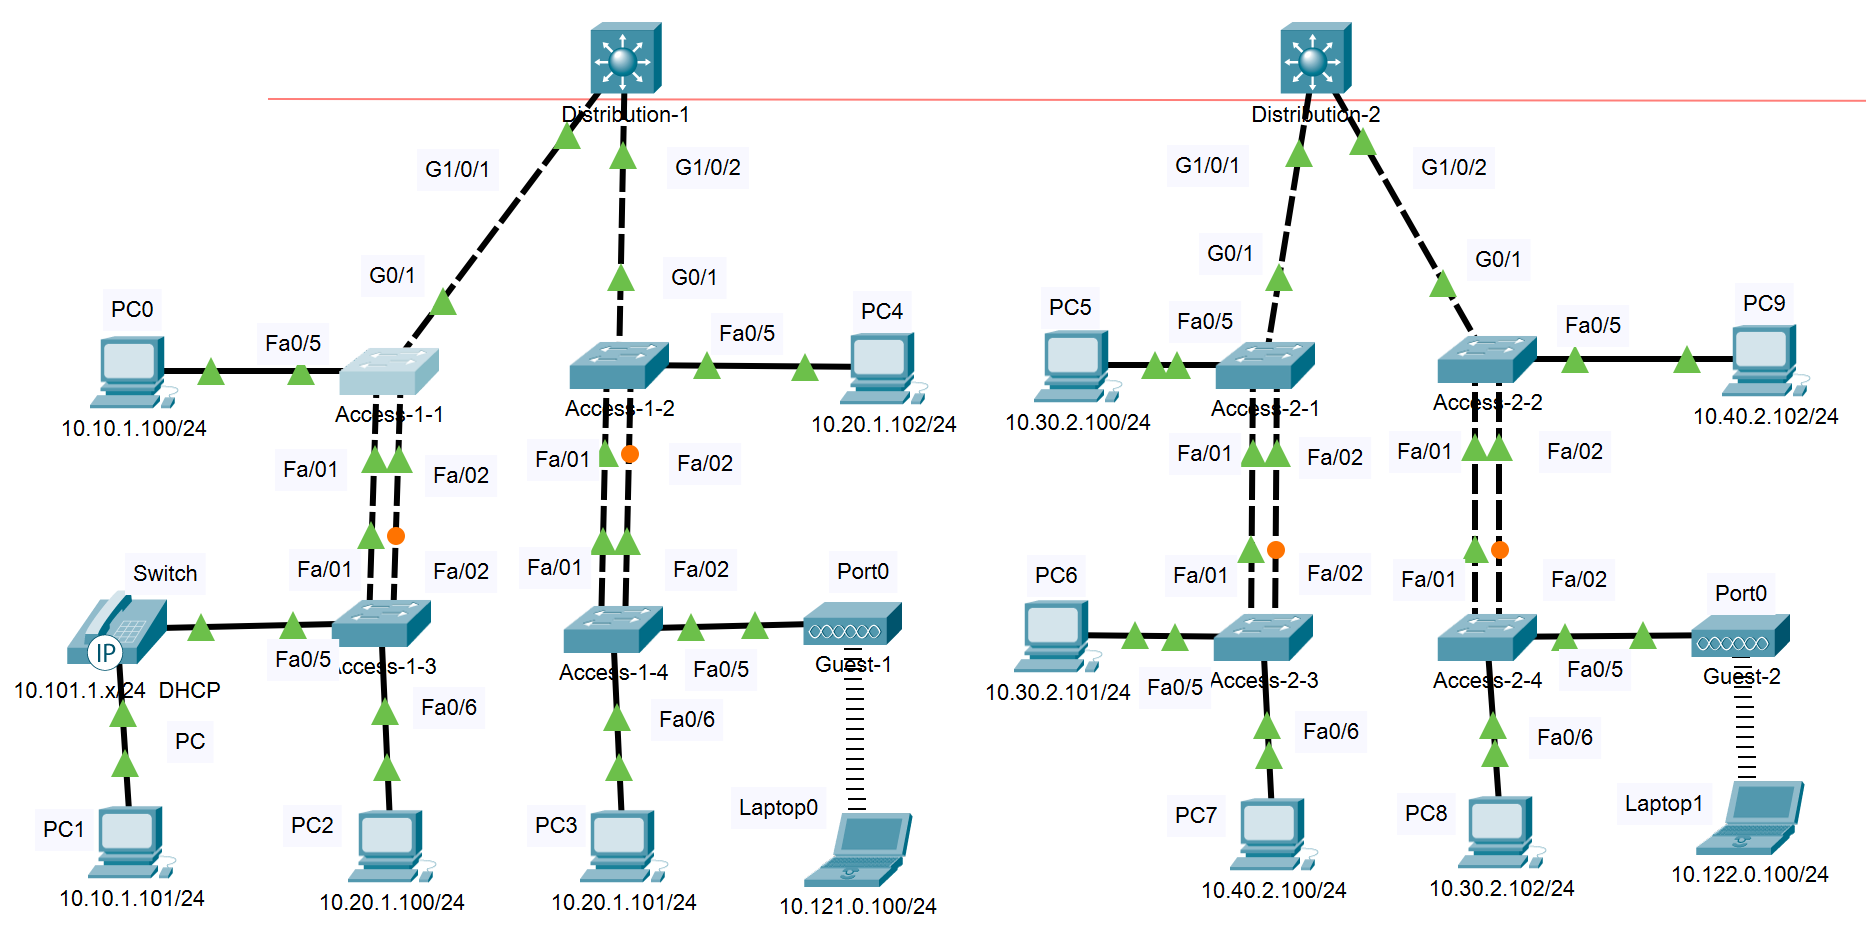 Distribution-1
Distribution-2
G1/0/1
G1/0/2
G1/0/1
G1/0/2
G0/1
G0/1
G0/1
G0/1
PC0
Fa0/5
Fa0/5
PC4
PC5
Fa0/5
Fa0/5
PC9
Access-1-1
Access-1-2
Access-2-1
Access-2-2
10.10.1.100/24
10.20.1.102/24
10.30.2.100/24
10.40.2.102/24
Fa/01
Fa/02
Fa/01
Fa/02
Fa/01
Fa/02
Fa/01
Fa/02
Switch
Fa/01
Fa/02
Fa/01
Fa/02
Port0
PC6
Fa/01
Fa/02
Fa/01
Fa/02
Port0
IP
Fa0/5
Access-1-3
Access-1-4
Fa0/5
Guest-1
Fa0/5
Access-2-3
Access-2-4
Fa0/5
Guest-2
10.101.1.x/24 DHCP
10.30.2.101/24
PC
Fa0/6
Fa0/6
Fa0/6
Fa0/6
PC1
PC2
PC3
Laptop0
PC7
PC8
Laptop1
10.10.1.101/24
10.20.1.100/24
10.20.1.101/24
10.121.0.100/24
10.40.2.100/24
10.30.2.102/24
10.122.0.100/24